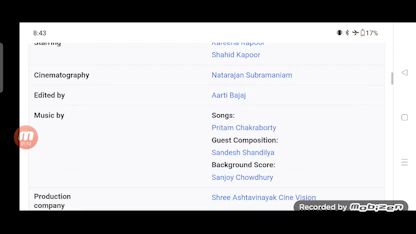 8:43
17%
Starring
Kareena Kapoor
Shahid Kapoor
Cinematography
Natarajan Subramaniam
Edited by
Aarti Bajaj
Music by
Songs:
Pritam Chakraborty
Guest Composition:
Sandesh Shandilya
Background Score:
Sanjoy Chowdhury
Production
company
Shree Ashtavinayak Cine Vision
Recorded by Mobizen